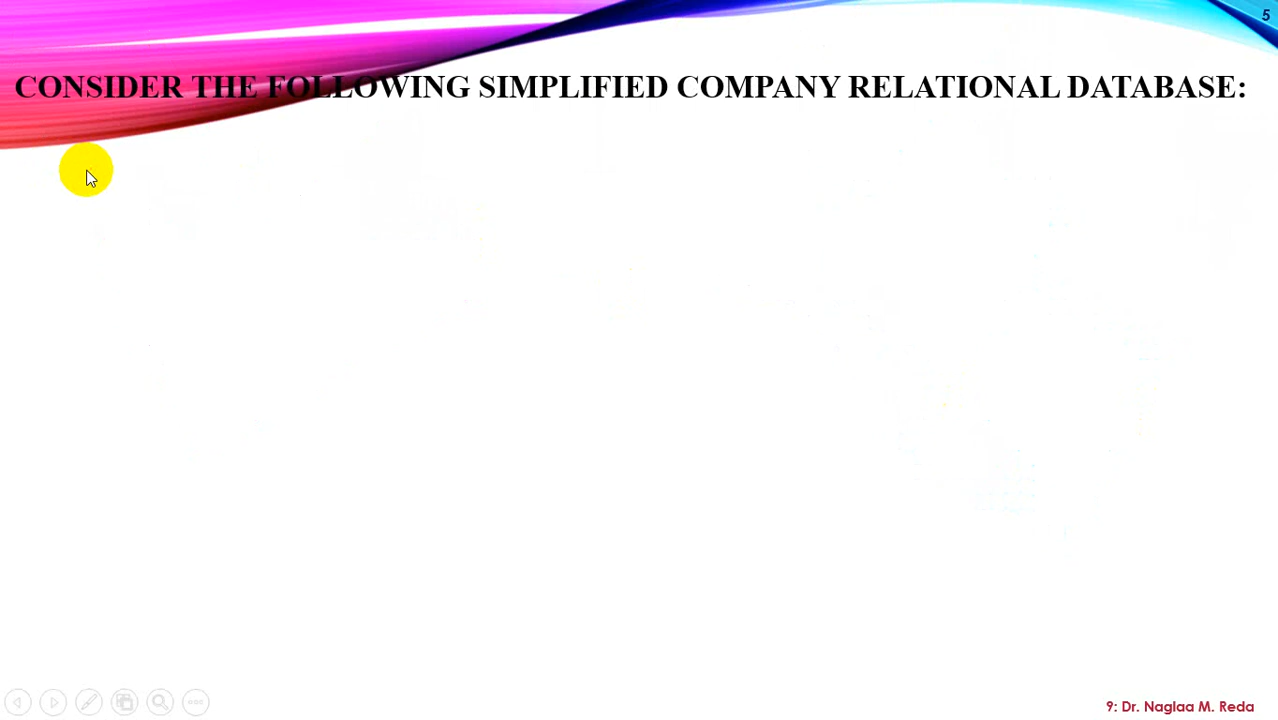 5
CONSIDER THE FOLLOWING SIMPLIFIED COMPANY RELATIONAL DATABASE:
9: Dr. Naglaa M. Reda